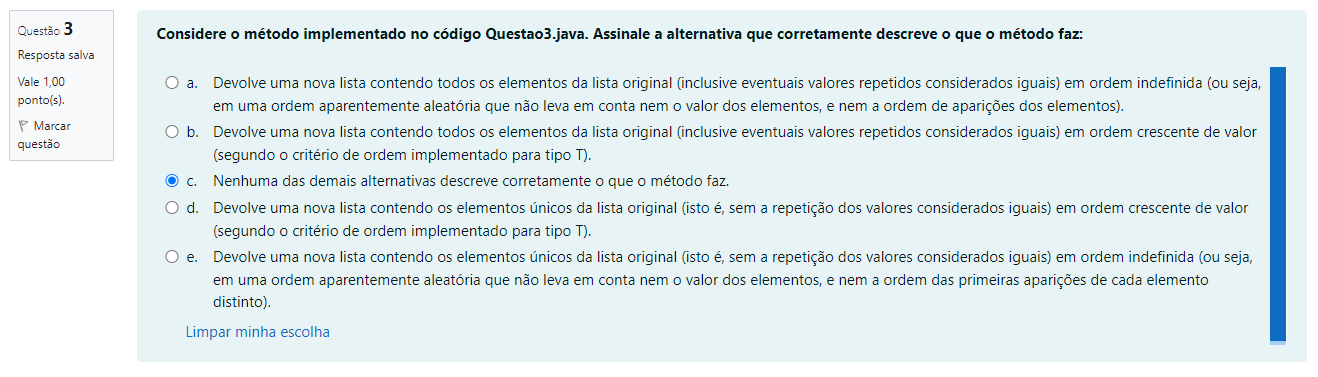 Questão 3
Resposta salva
Vale 1,00
ponto(s).
Marcar
questão
Considere o método implementado no código Questao3.java. Assinale a alternativa que corretamente descreve o que o método faz:
a. Devolve uma nova lista contendo todos os elementos da lista original (inclusive eventuais valores repetidos considerados iguais) em ordem indefinida (ou seja,
em uma ordem aparentemente aleatória que não leva em conta nem o valor dos elementos, e nem a ordem de aparições dos elementos).
b. Devolve uma nova lista contendo todos os elementos da lista original (inclusive eventuais valores repetidos considerados iguais) em ordem crescente de valor
(segundo o critério de ordem implementado para tipo T).
c. Nenhuma das demais alternativas descreve corretamente o que o método faz.
d. Devolve uma nova lista contendo os elementos únicos da lista original (isto é, sem a repetição dos valores considerados iguais) em ordem crescente de valor
(segundo o critério de ordem implementado para tipo T).
e. Devolve uma nova lista contendo os elementos únicos da lista original (isto é, sem a repetição dos valores considerados iguais) em ordem indefinida (ou seja,
em uma ordem aparentemente aleatória que não leva em conta nem o valor dos elementos, e nem a ordem das primeiras aparições de cada elemento
distinto).
Limpar minha escolha